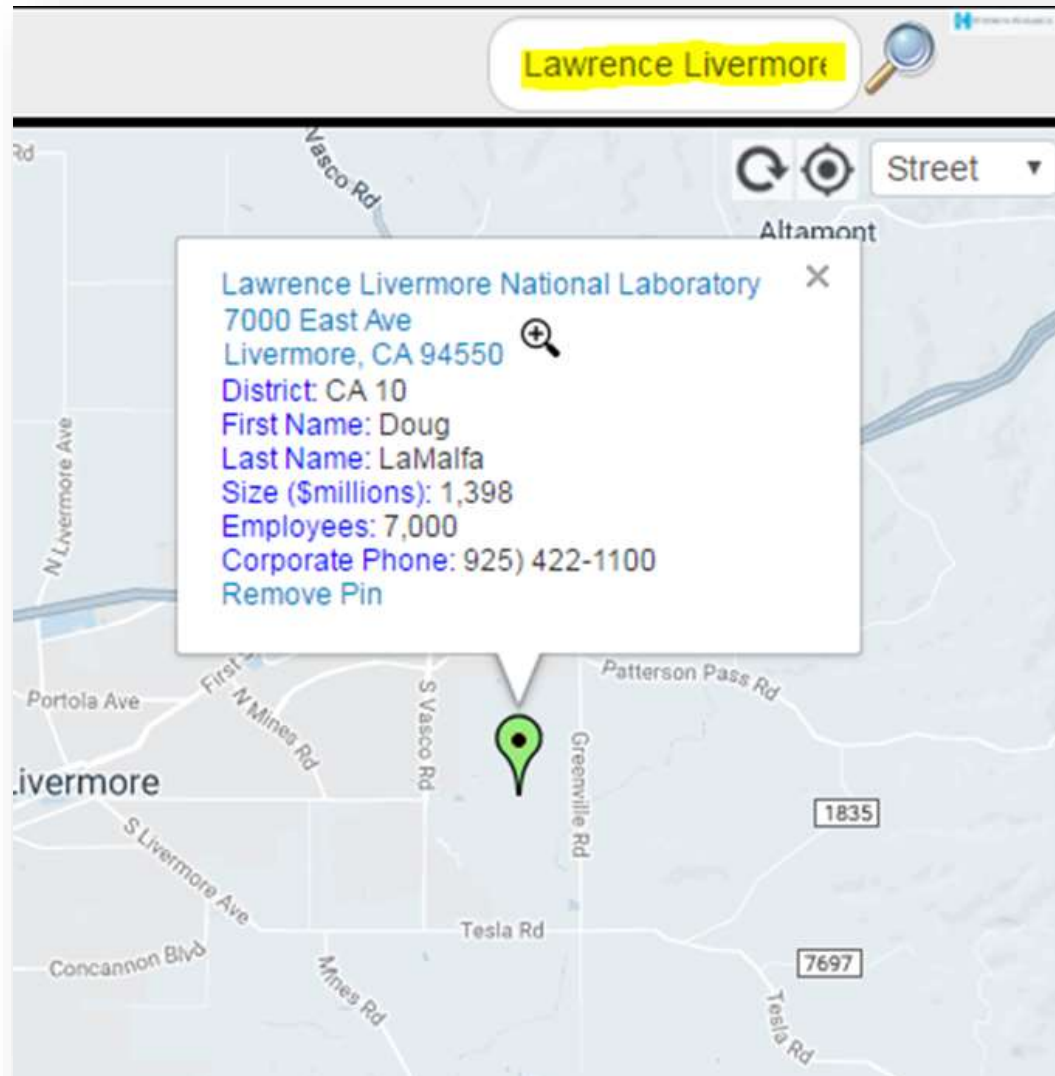 Lawrence Livermore
Rd
Vasco Rd
Street
Altamont
Lawrence Livermore National Laboratory
7000 East Ave
Livermore, CA 94550
District: CA 10
First Name: Doug
Last Name: LaMalfa
Size ($millions): 1,398
Employees: 7,000
Corporate Phone: 925) 422-1100
Remove Pin
N Livermore Ave
Portola Ave
First
N Mines Rd
S Vasco Rd
Patterson Pass Rd
Greenville Rd
ivermore
1835
S Livermore Ave
Tesla Rd
Concannon Blvd
Mines Rd
7697
Tesla Rd